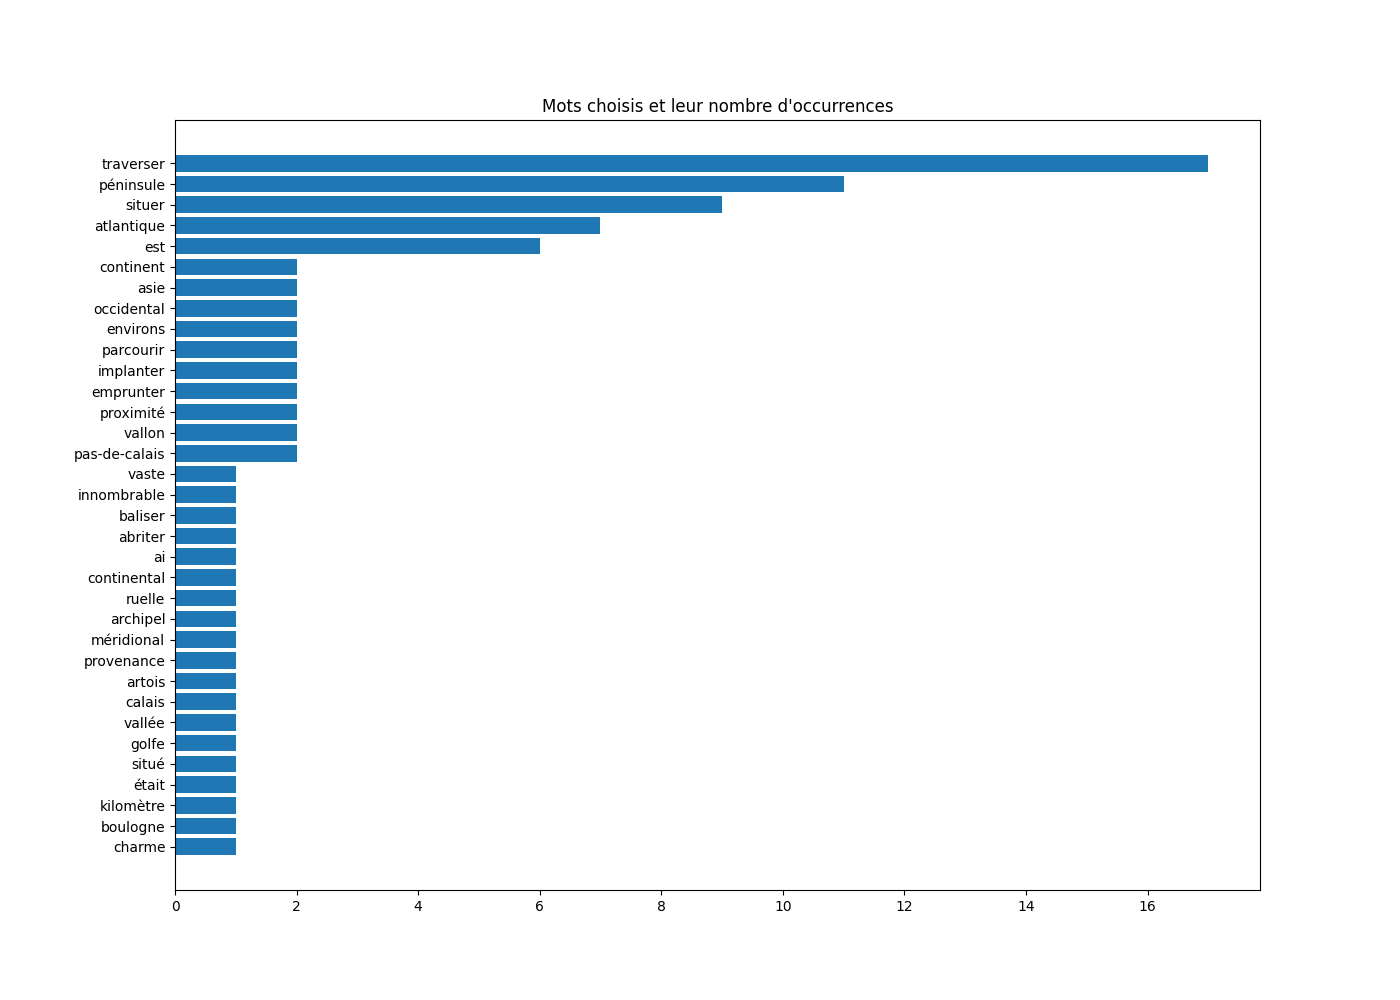 Mots choisis et leur nombre d'occurrences
traverser
péninsule
situer
atlantique
est
continent
asie
occidental
environs
parcourir
implanter
emprunter
proximité
vallon
pas-de-calais
vaste
innombrable
baliser
abriter
ai
continental
ruelle
archipel
méridional
provenance
artois
calais
vallée
golfe
situé
était
kilomètre
boulogne
charme
0 2 4 6 8 10 12 14 16